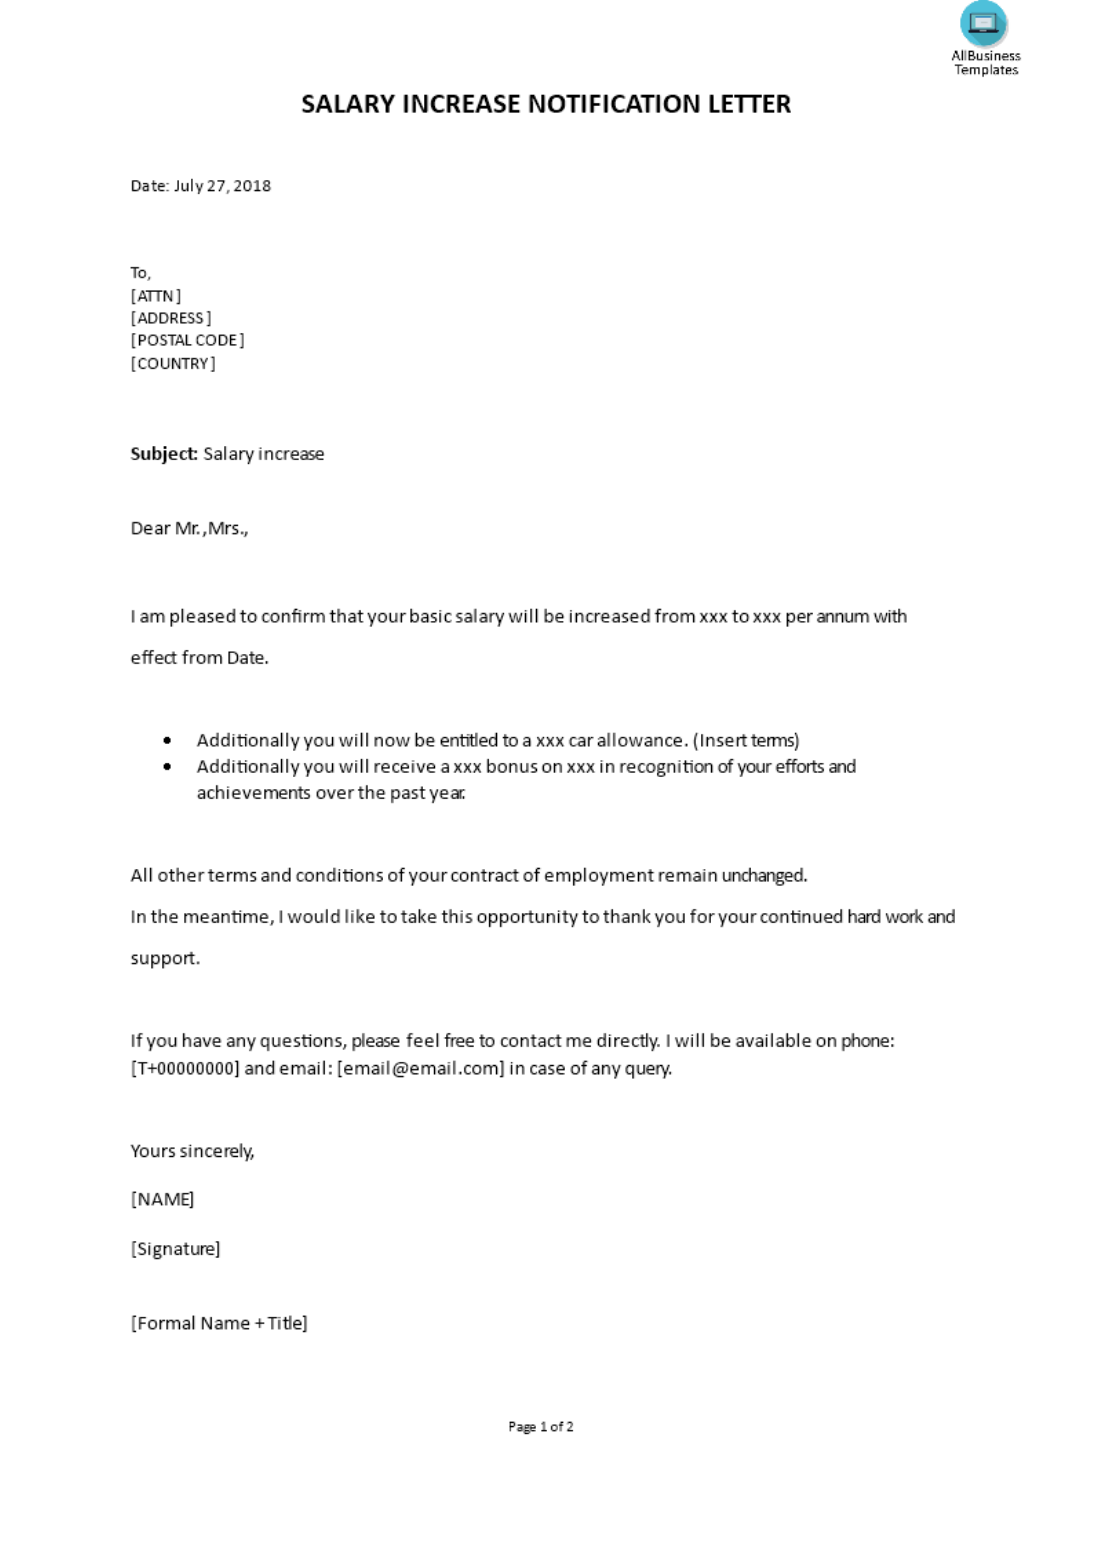 AllBusiness
Templates
SALARY INCREASE NOTIFICATION LETTER
Date: July 27, 2018
To,
[ATTN]
[ADDRESS]
[POSTAL CODE]
[COUNTRY]
Subject: Salary increase
Dear Mr.,Mrs.,
I am pleased to confirm that your basic salary will be increased from xxx to xxx per annum with
effect from Date.
• Additionally you will now be entitled to a xxx car allowance. (Insert terms)
• Additionally you will receive a xxx bonus on xxx in recognition of your efforts and
achievements over the past year.
All other terms and conditions of your contract of employment remain unchanged.
In the meantime, I would like to take this opportunity to thank you for your continued hard work and
support.
If you have any questions, please feel free to contact me directly. I will be available on phone:
[T+00000000] and email: [email@email.com] in case of any query.
Yours sincerely,
[NAME]
[Signature]
[Formal Name + Title]
Page 1 of 2